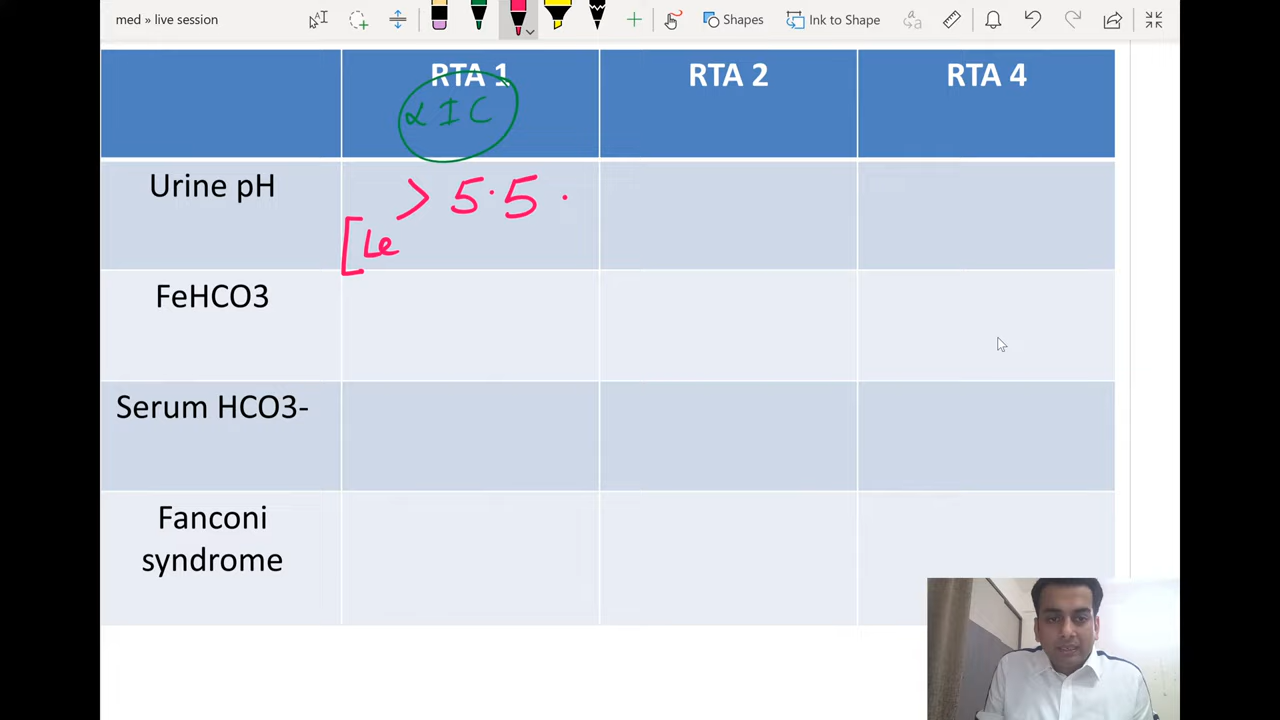 med » live session
Shapes
Ink to Shape
RTA 1
RTA 2
RTA 4
α I C
Urine pH
> 5.5 .
[Le
FeHCO3
Serum HCO3-
Fanconi
syndrome